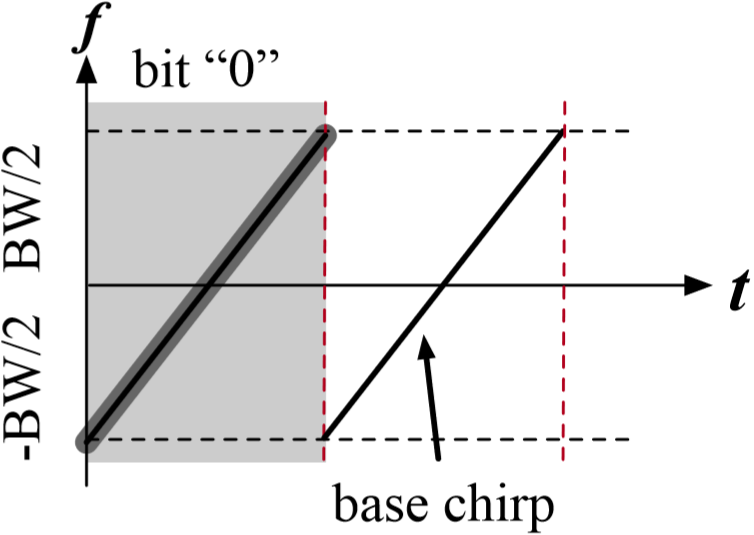 f
bit “0”
BW/2
-BW/2
t
base chirp